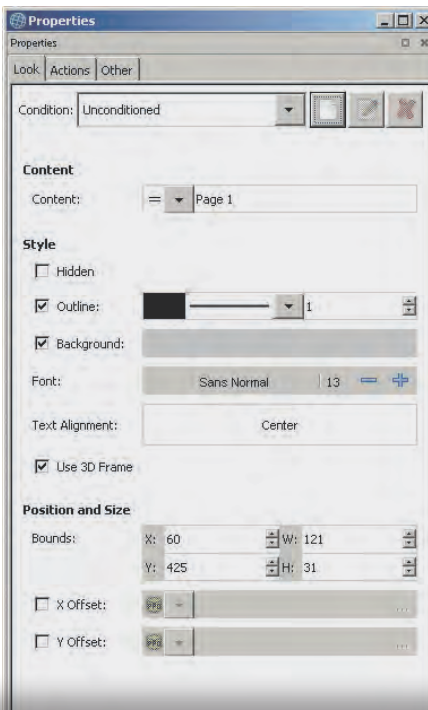 Properties
Properties
Look Actions Other
Condition: Unconditioned
Content
Content: = Page 1
Style
Hidden
Outline: 1
Background:
Font: Sans Normal 13
Text Alignment: Center
Use 3D Frame
Position and Size
Bounds: X: 60 W: 121
Y: 425 H: 31
X Offset: ...
Y Offset: ...